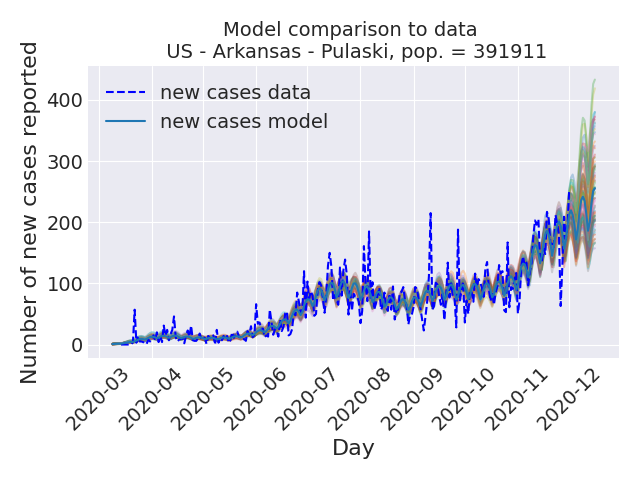 Model comparison to data
US - Arkansas - Pulaski, pop. = 391911
Number of new cases reported
400
300
200
100
0
new cases data
new cases model
2020-03
2020-04
2020-05
2020-06
2020-07
2020-08
2020-09
2020-10
2020-11
2020-12
Day